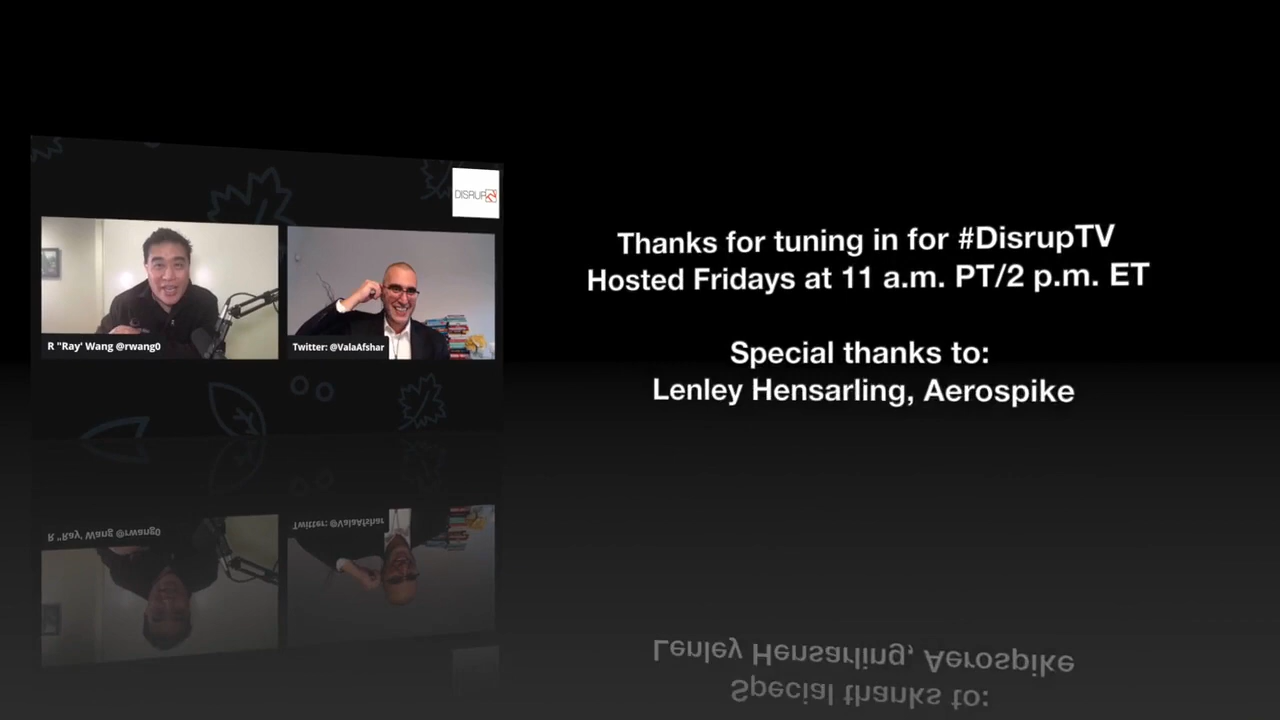 DISRUP
R "Ray' Wang @rwang0
Twitter: @ValaAfshar
Thanks for tuning in for #DisrupTV
Hosted Fridays at 11 a.m. PT/2 p.m. ET
Special thanks to:
Lenley Hensarling, Aerospike